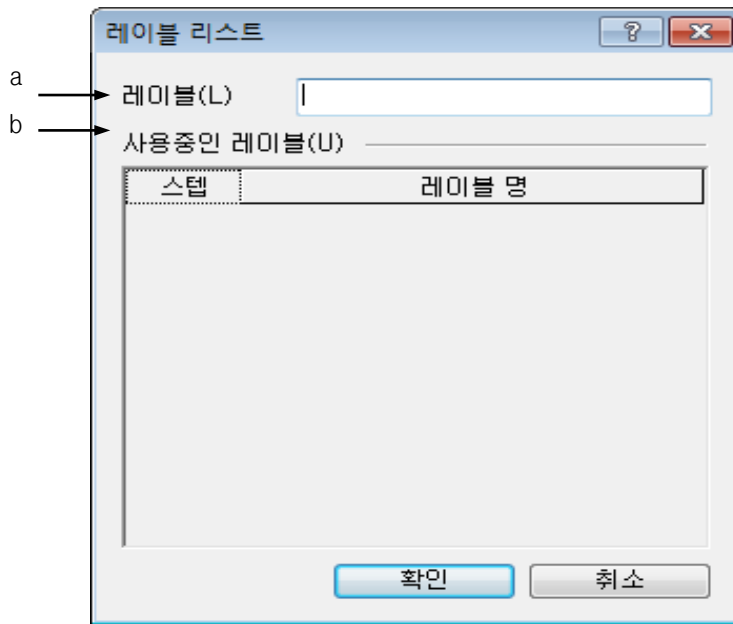 레이블 리스트
a
레이블(L)
b
사용중인 레이블(U)
스텝 레이블 명
확인 취소